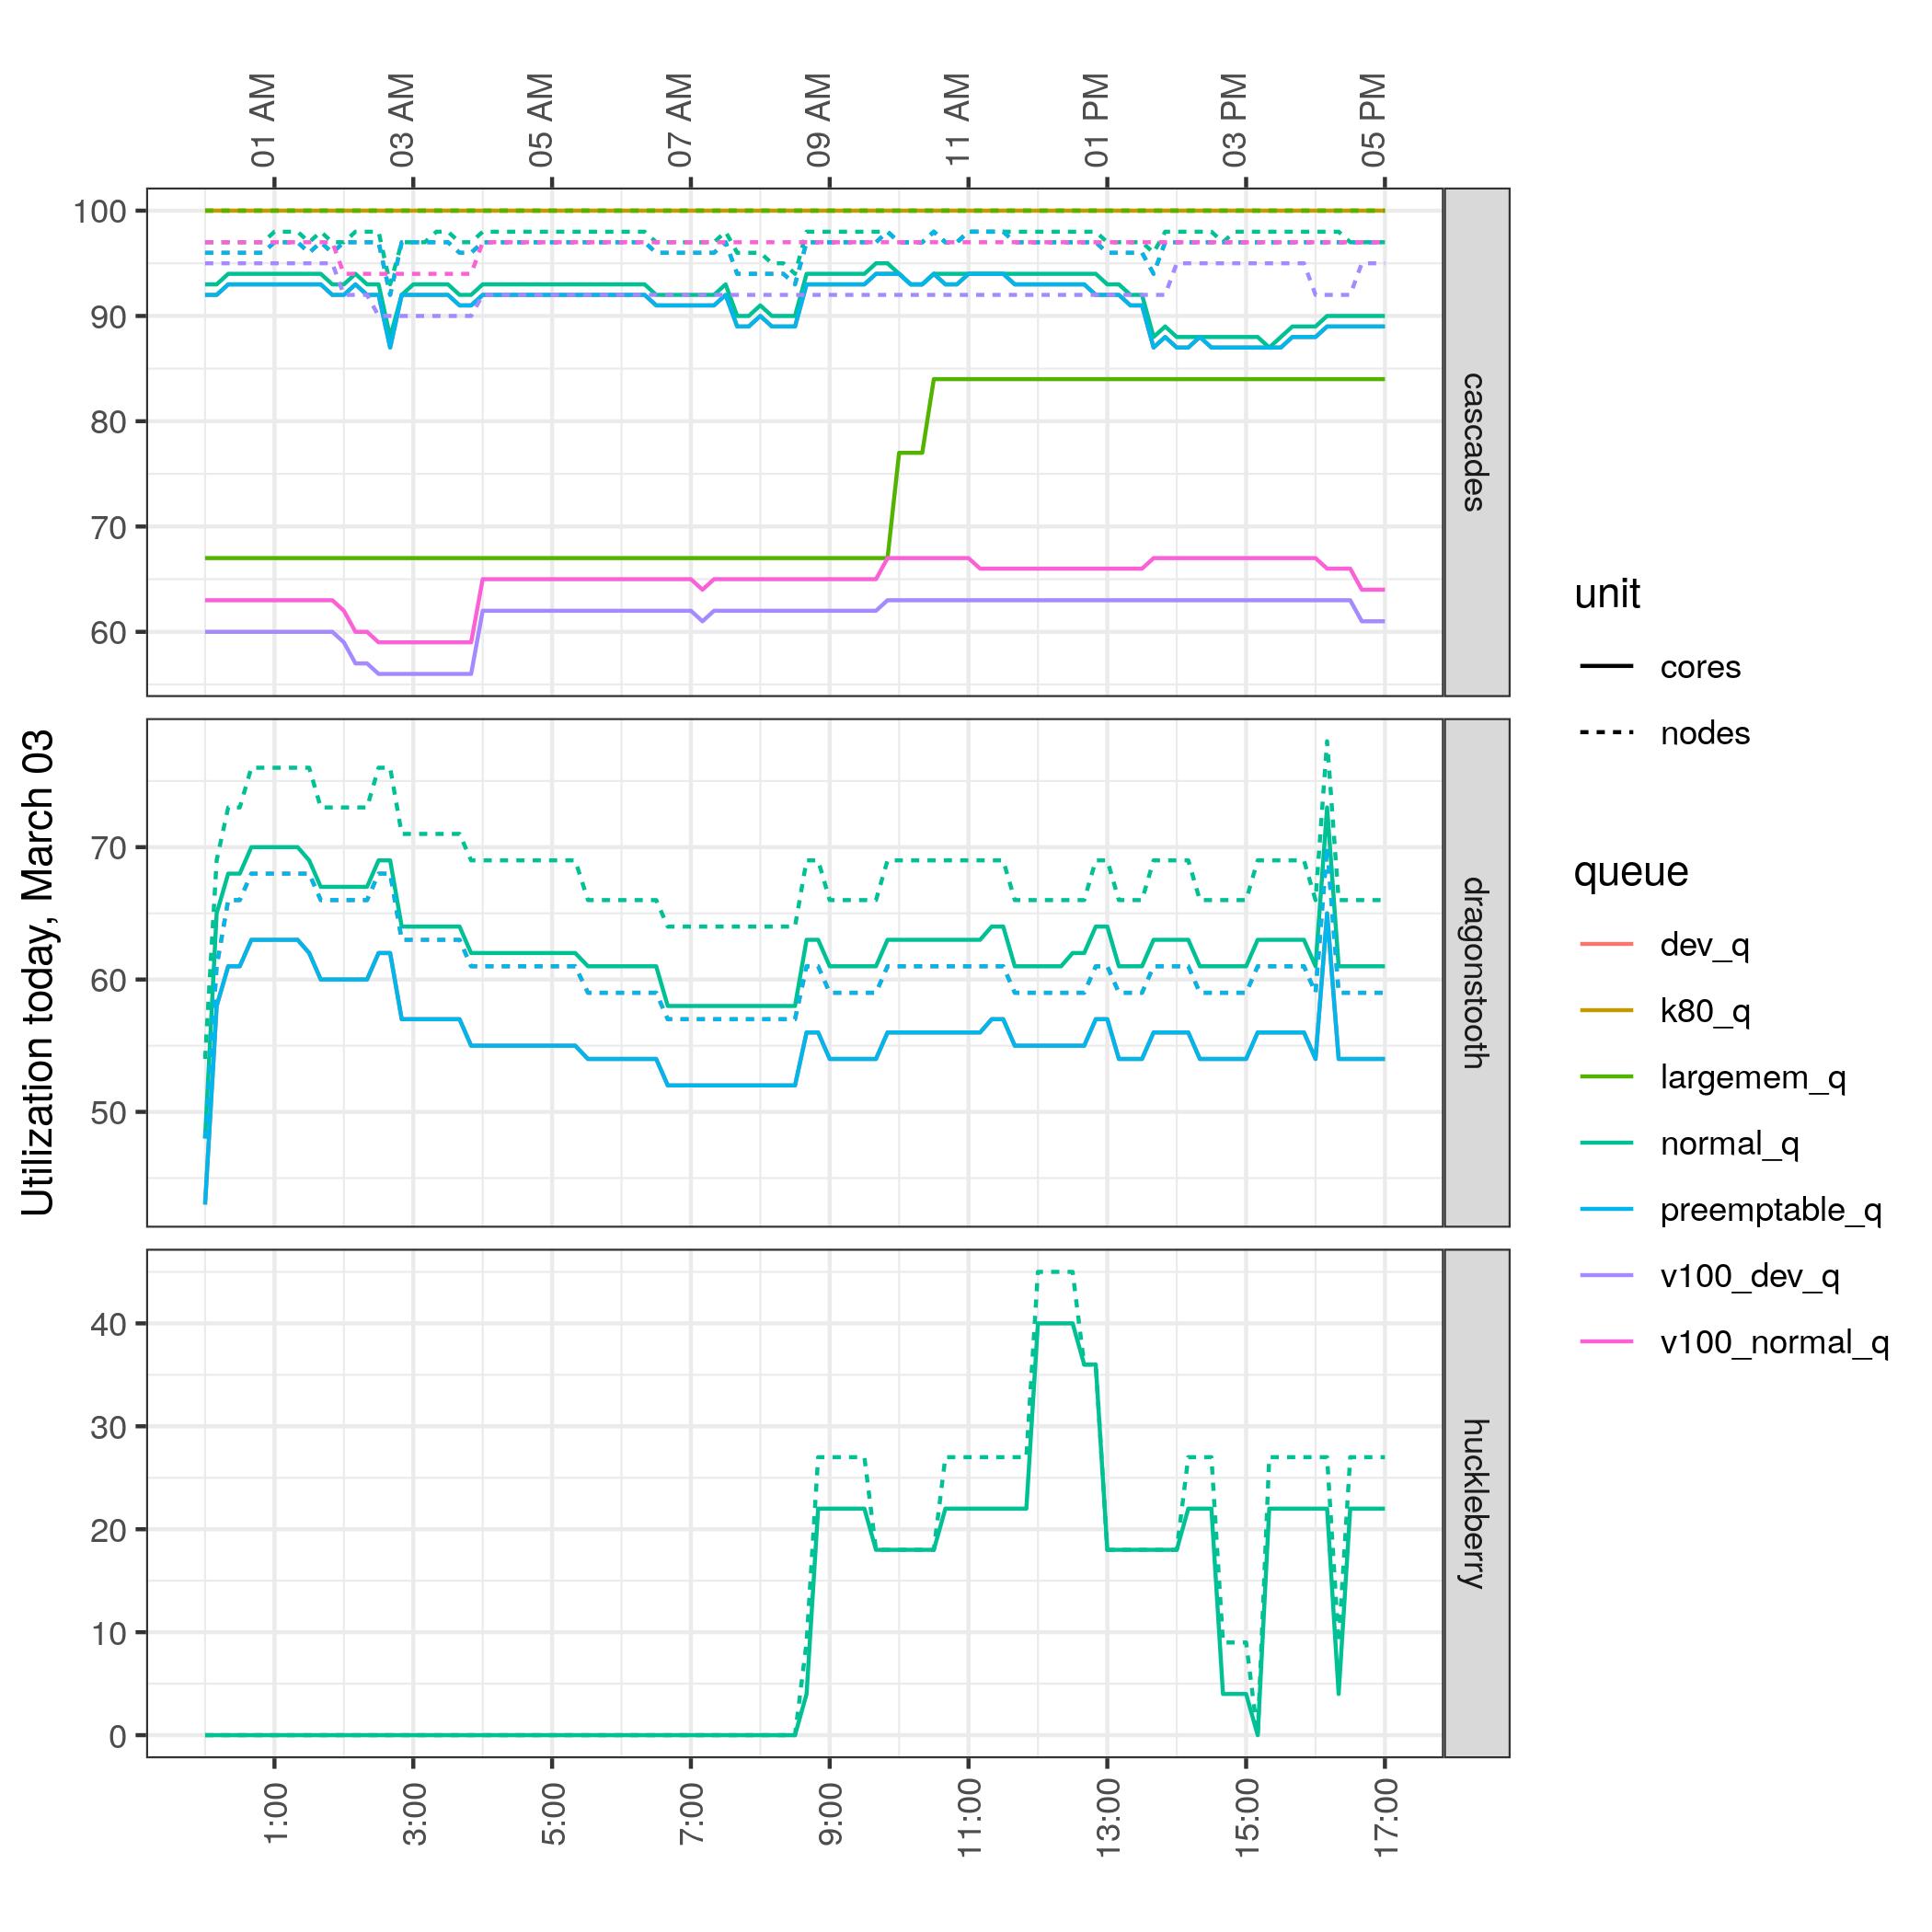 01 AM
03 AM
05 AM
07 AM
09 AM
11 AM
01 PM
03 PM
05 PM
Utilization today, March 03
100
90
80
70
60
cascades
70
60
50
dragonstooth
40
30
20
10
0
huckleberry
1:00
3:00
5:00
7:00
9:00
11:00
13:00
15:00
17:00
unit
cores
nodes
queue
dev_q
k80_q
largemem_q
normal_q
preemptable_q
v100_dev_q
v100_normal_q